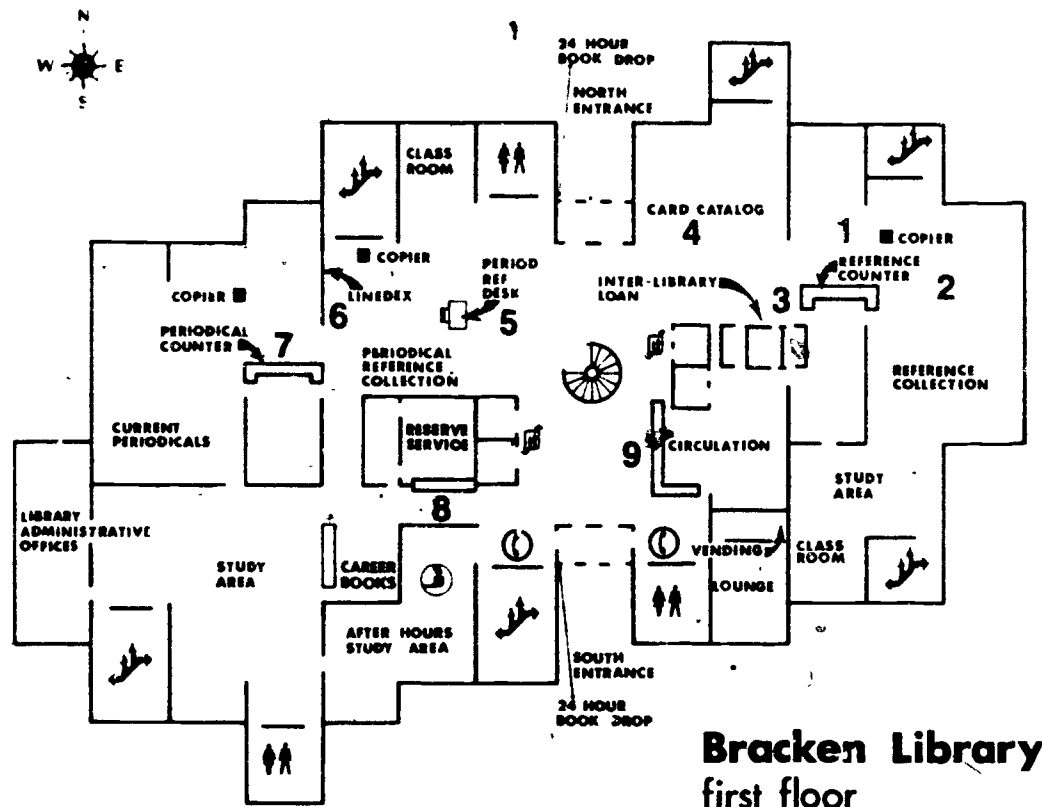 N
W E
S
24 HOUR
BOOK DROP
NORTH
ENTRANCE
CLASS
ROOM
CARD CATALOG
4
1
COPIER
REFERENCE
COUNTER
2
COPIER
PERIOD
REF
DESK
5
INTER-LIBRARY
LOAN
3
COPIER
LINEDEX
6
PERIODICAL
COUNTER
7
PERIODICAL
REFERENCE
COLLECTION
REFERENCE
COLLECTION
CURRENT
PERIODICALS
RESERVE
SERVICE
9
CIRCULATION
8
STUDY
AREA
LIBRARY
ADMINISTRATIVE
OFFICES
STUDY
AREA
CAREER
BOOKS
VENDING
CLASS
ROOM
LOUNGE
AFTER HOURS
STUDY AREA
SOUTH
ENTRANCE
24 HOUR
BOOK DROP
Bracken Library
first floor